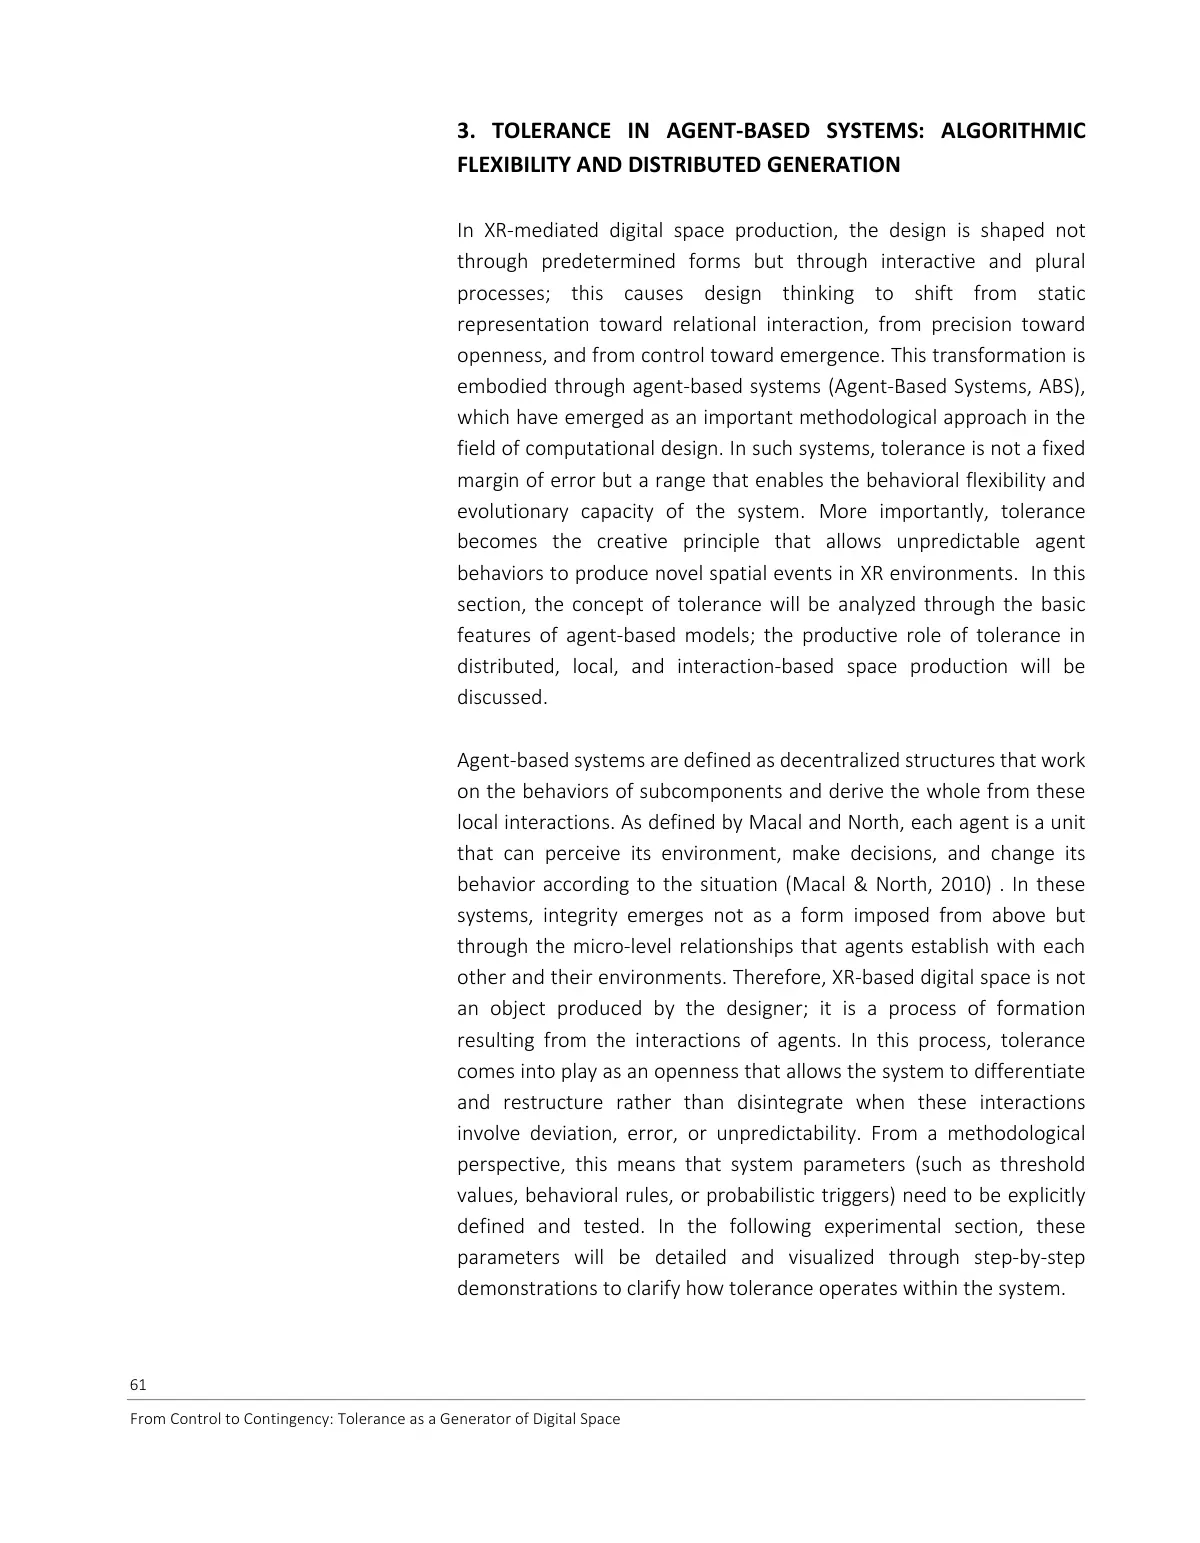 3. TOLERANCE IN AGENT-BASED SYSTEMS: ALGORITHMIC
FLEXIBILITY AND DISTRIBUTED GENERATION
In XR-mediated digital space production, the design is shaped not
through predetermined forms but through interactive and plural
processes; this causes design thinking to shift from static
representation toward relational interaction, from precision toward
openness, and from control toward emergence. This transformation is
embodied through agent-based systems (Agent-Based Systems, ABS),
which have emerged as an important methodological approach in the
field of computational design. In such systems, tolerance is not a fixed
margin of error but a range that enables the behavioral flexibility and
evolutionary capacity of the system. More importantly, tolerance
becomes the creative principle that allows unpredictable agent
behaviors to produce novel spatial events in XR environments.  In this
section, the concept of tolerance will be analyzed through the basic
features of agent-based models; the productive role of tolerance in
distributed, local, and interaction-based space production will be
discussed.
Agent-based systems are defined as decentralized structures that work
on the behaviors of subcomponents and derive the whole from these
local interactions. As defined by Macal and North, each agent is a unit
that can perceive its environment, make decisions, and change its
behavior according to the situation (Macal & North, 2010) . In these
systems, integrity emerges not as a form imposed from above but
through the micro-level relationships that agents establish with each
other and their environments. Therefore, XR-based digital space is not
an object produced by the designer; it is a process of formation
resulting from the interactions of agents. In this process, tolerance
comes into play as an openness that allows the system to differentiate
and restructure rather than disintegrate when these interactions
involve deviation, error, or unpredictability. From a methodological
perspective, this means that system parameters (such as threshold
values, behavioral rules, or probabilistic triggers) need to be explicitly
defined and tested. In the following experimental section, these
parameters will be detailed and visualized through step-by-step
demonstrations to clarify how tolerance operates within the system.
61
From Control to Contingency: Tolerance as a Generator of Digital Space